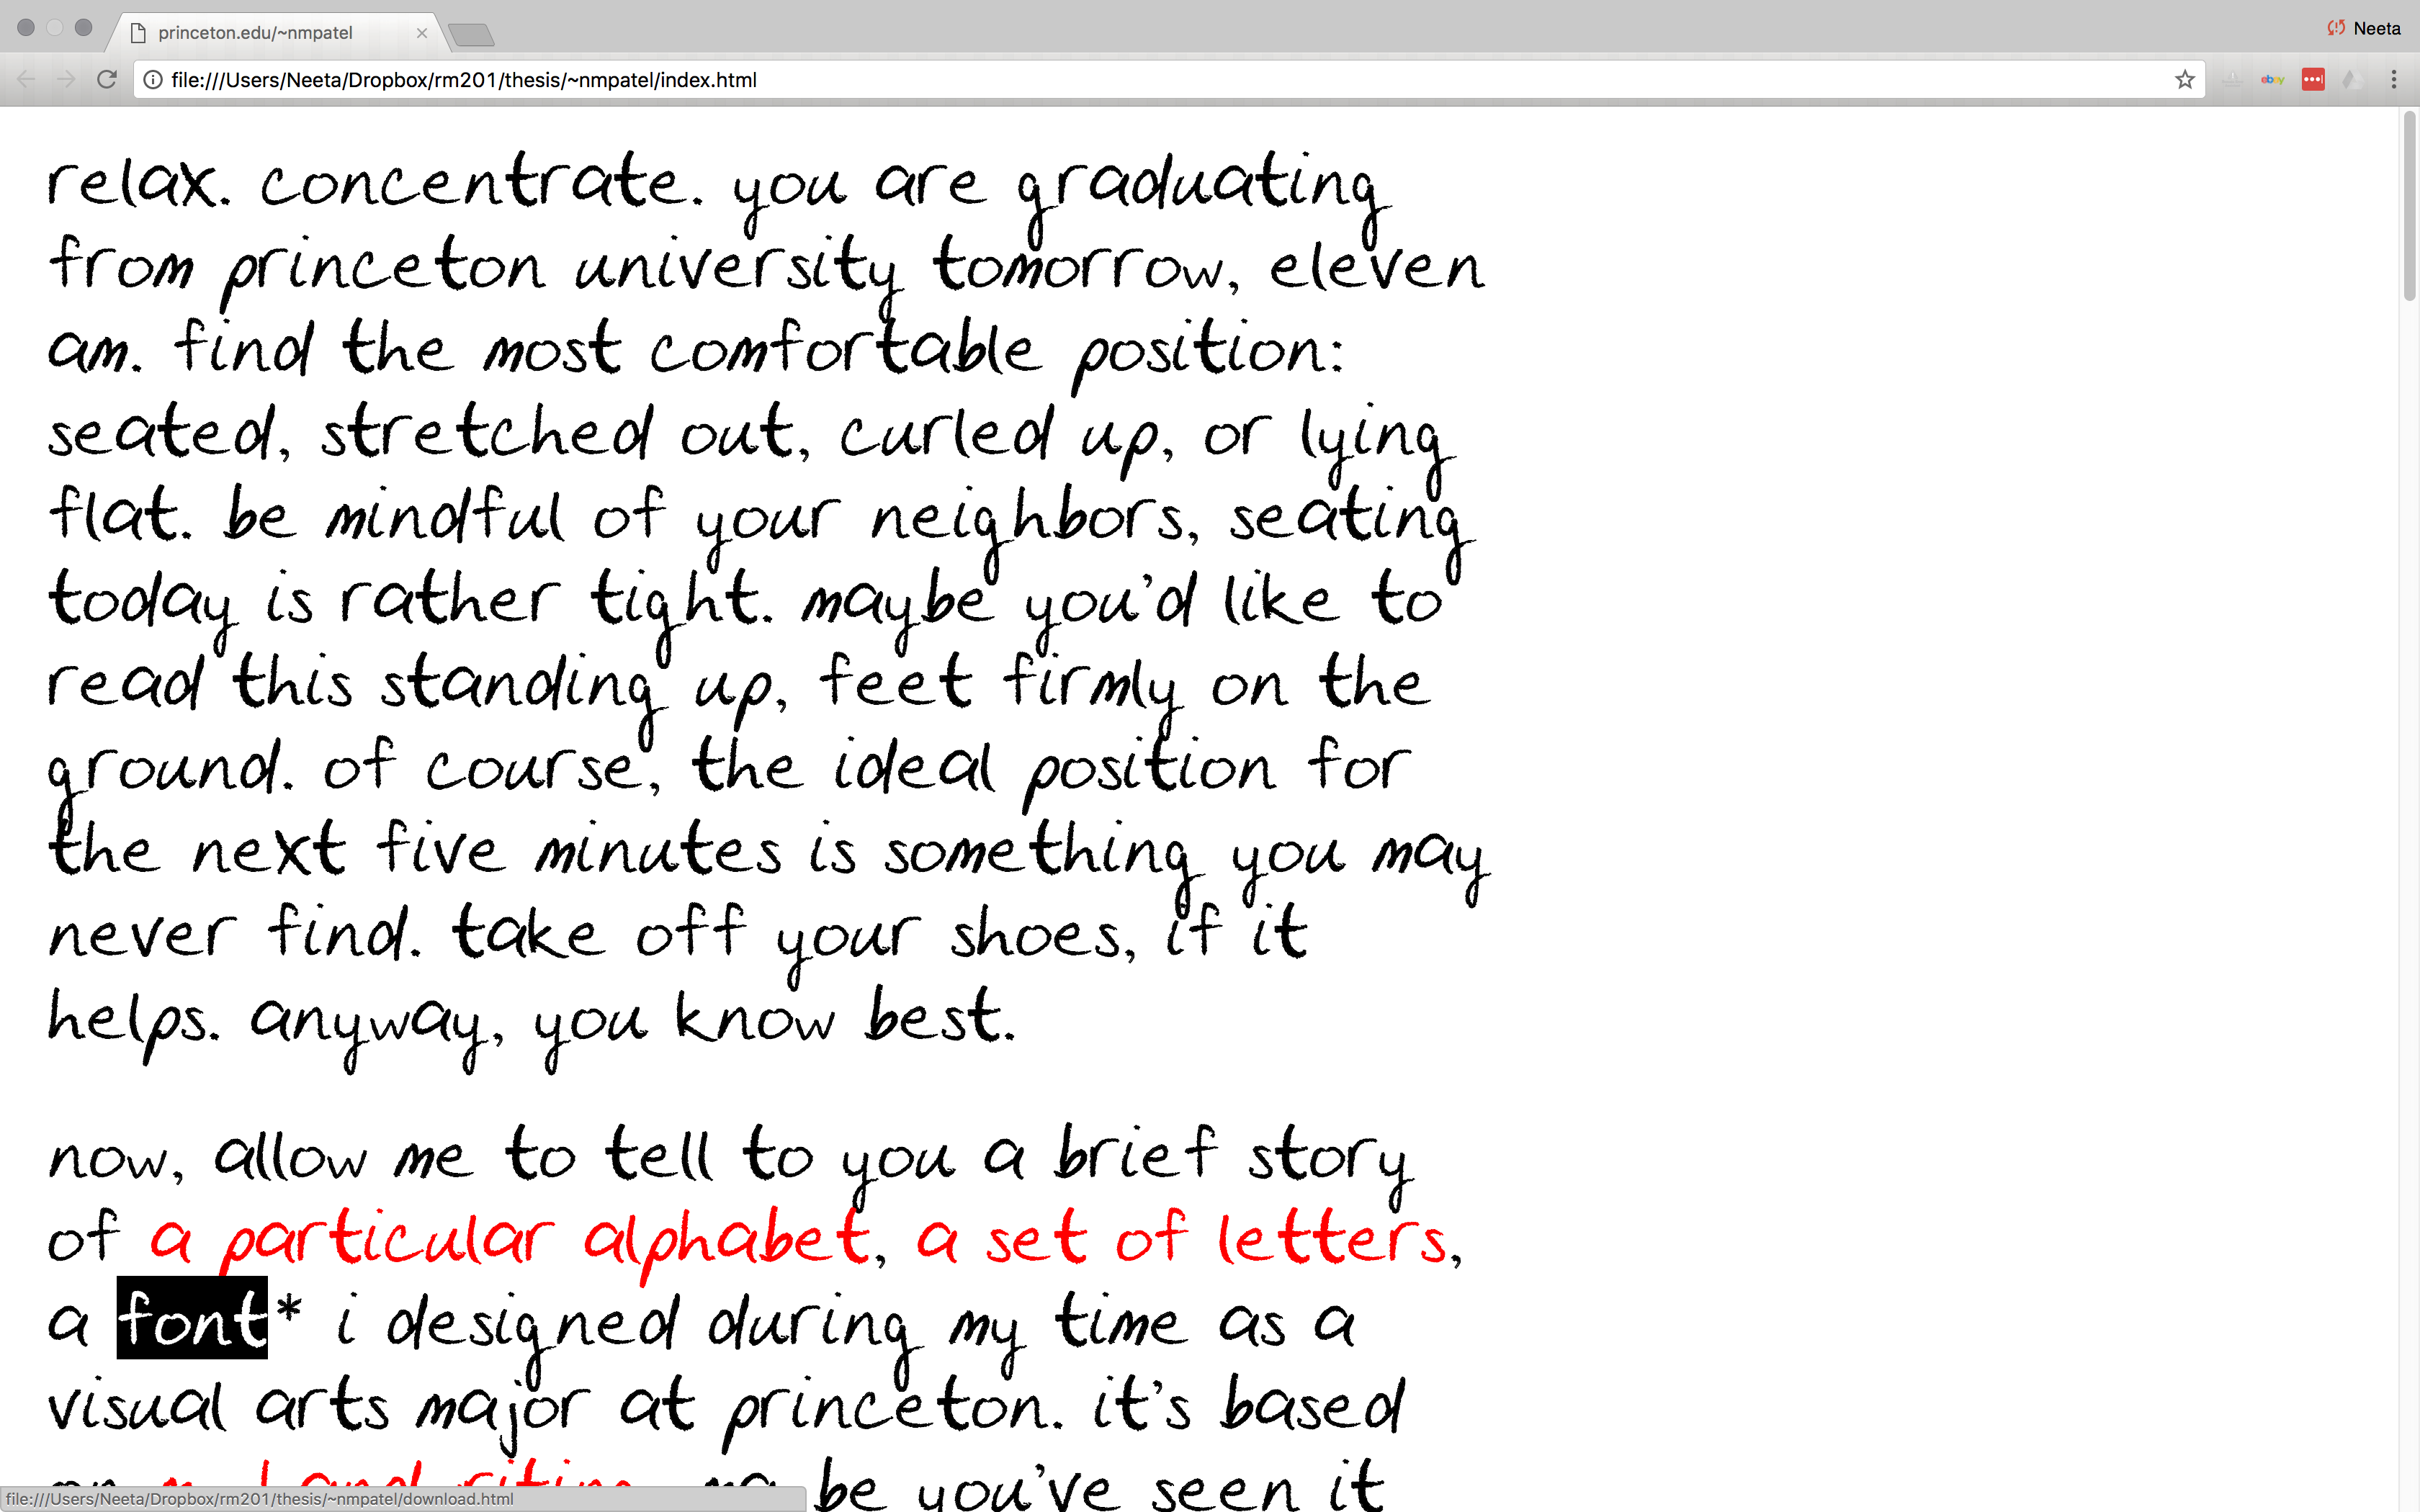 princeton.edu/~nmpatel
Neeta
file:///Users/Neeta/Dropbox/rm201/thesis/~nmpatel/index.html
ebay
relax. concentrate. you are graduating
from princeton university tomorrow, eleven
am. find the most comfortable position:
seated, stretched out, curled up, or lying
flat. be mindful of your neighbors, seating
today is rather tight. maybe you'd like to
read this standing up, feet firmly on the
ground. of course, the ideal position for
the next five minutes is something you may
never find. take off your shoes, if it
helps. anyway, you know best.
now, allow me to tell to you a brief story
of a particular alphabet, a set of letters,
a font* i designed during my time as a
visual arts major at princeton. it's based
on my handwriting. maybe you've seen it
file:///Users/Neeta/Dropbox/rm201/thesis/~nmpatel/download.html